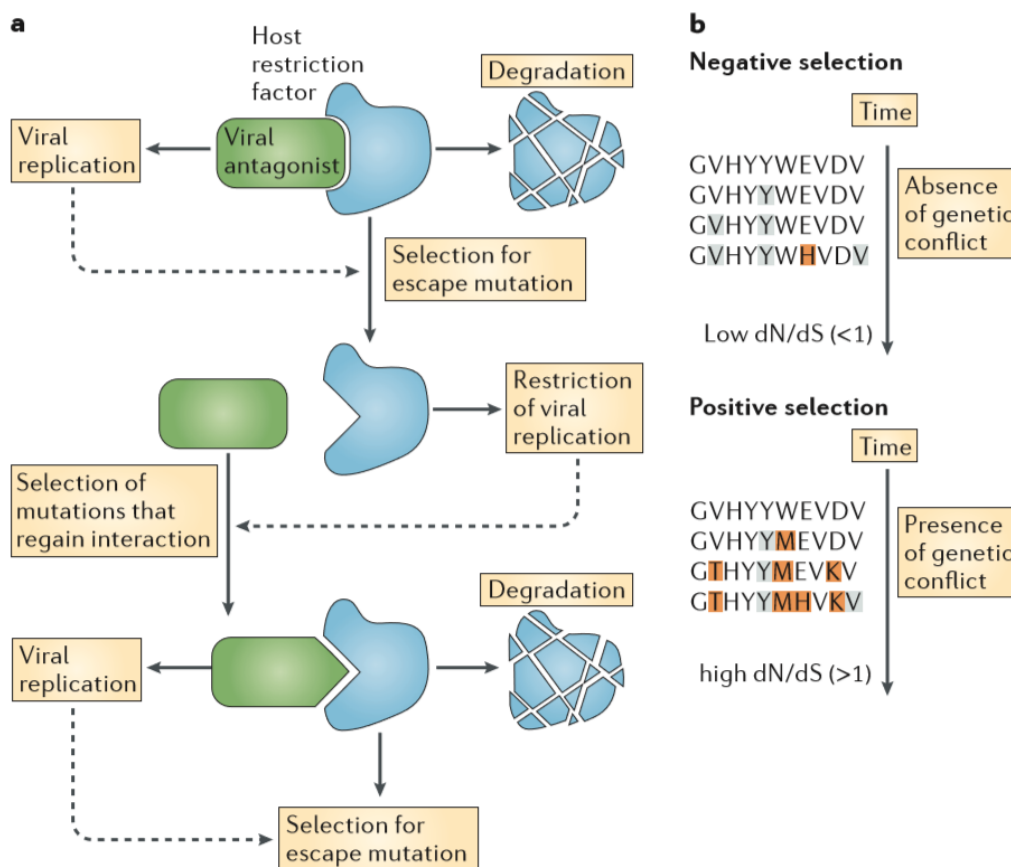 a
Host
restriction
factor
Degradation
Viral
replication
Viral
antagonist
Selection for
escape mutation
Restriction
of viral
replication
Selection of
mutations that
regain interaction
Degradation
Viral
replication
Selection for
escape mutation
b
Negative selection
Time
GVHYYWEVDV
GVHYYWEVDV
GVHYYWEVDV
GVHYYWHVDV
Absence
of genetic
conflict
Low dN/dS (<1)
Positive selection
Time
GVHYYWEVDV
GVHYYMEVDV
GTHYYMEVKV
GTHYYMHVKV
Presence
of genetic
conflict
high dN/dS (>1)